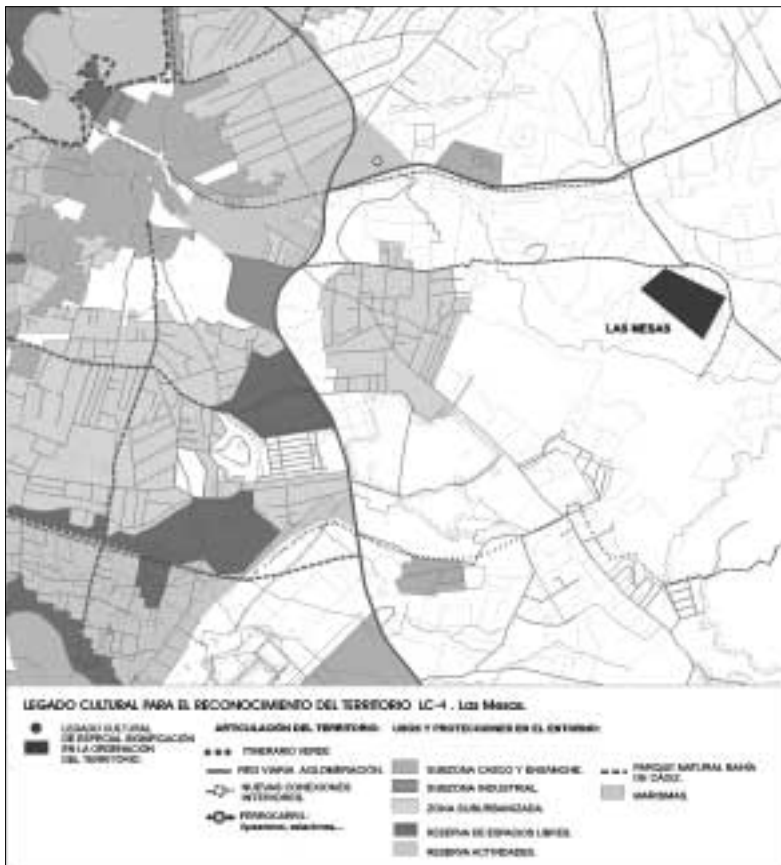 LAS MESAS
LEGADO CULTURAL PARA EL RECONOCIMIENTO DEL TERRITORIO LC-4 . Las Mesas.
LEGADO CULTURAL
DE ESPECIAL SIGNIFICACIÓN
EN LA ORDENACIÓN
DEL TERRITORIO.
ARTICULACIÓN DEL TERRITORIO:
ITINERARIO VERDE
RED VIARIA AGLOMERACIÓN.
NUEVAS CONEXIONES
INTERIORES.
FERROCARRIL:
Apeaderos, estaciones...
USOS Y PROTECCIONES EN EL ENTORNO:
SUBZONA CASCO Y ENSANCHE.
SUBZONA INDUSTRIAL.
ZONA SUBURBANIZADA.
RESERVA DE ESPACIOS LIBRES.
RESERVA ACTIVIDADES.
PARQUE NATURAL BAHÍA
DE CÁDIZ.
MARISMAS.